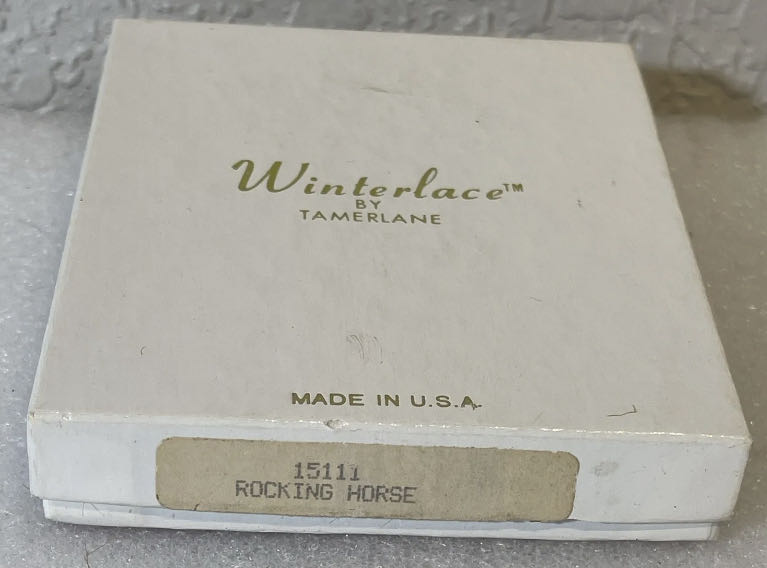 Winterlace™
BY
TAMERLANE
MADE IN U.S.A.
15111
ROCKING HORSE